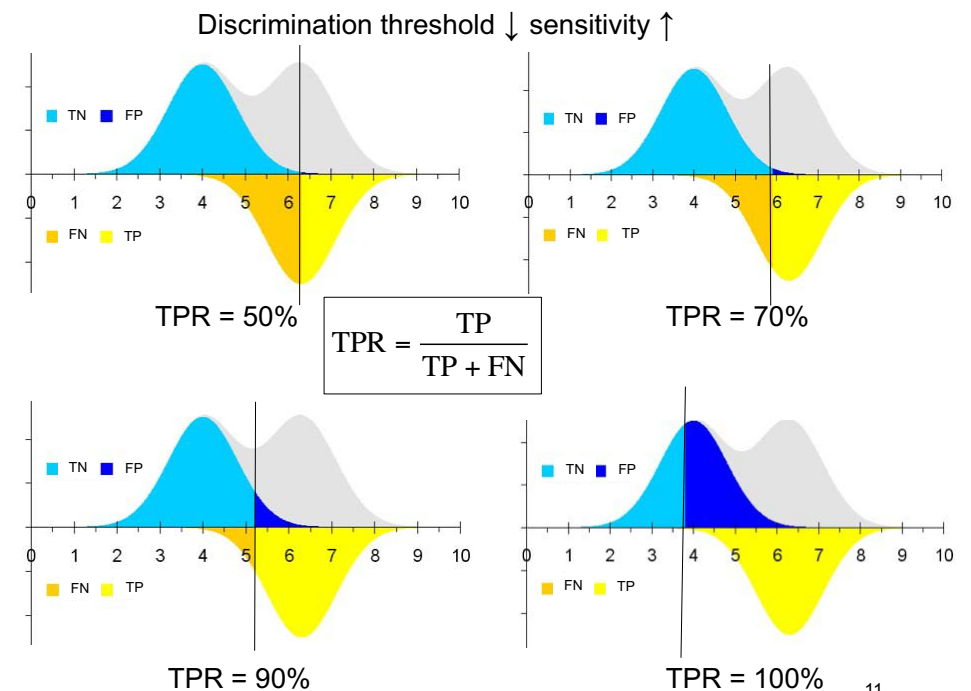 Discrimination threshold ↓ sensitivity ↑
TN FP
0 1 2 3 4 5 6 7 8 9 10
FN TP
TPR = 50%
TN FP
0 1 2 3 4 5 6 7 8 9 10
FN TP
TPR = 70%
TPR = TP / TP + FN
TN FP
0 1 2 3 4 5 6 7 8 9 10
FN TP
TPR = 90%
TN FP
0 1 2 3 4 5 6 7 8 9 10
FN TP
TPR = 100%
11